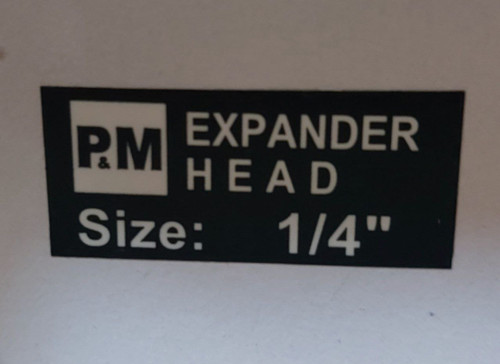 P&M
EXPANDER
HEAD
Size: 1/4"